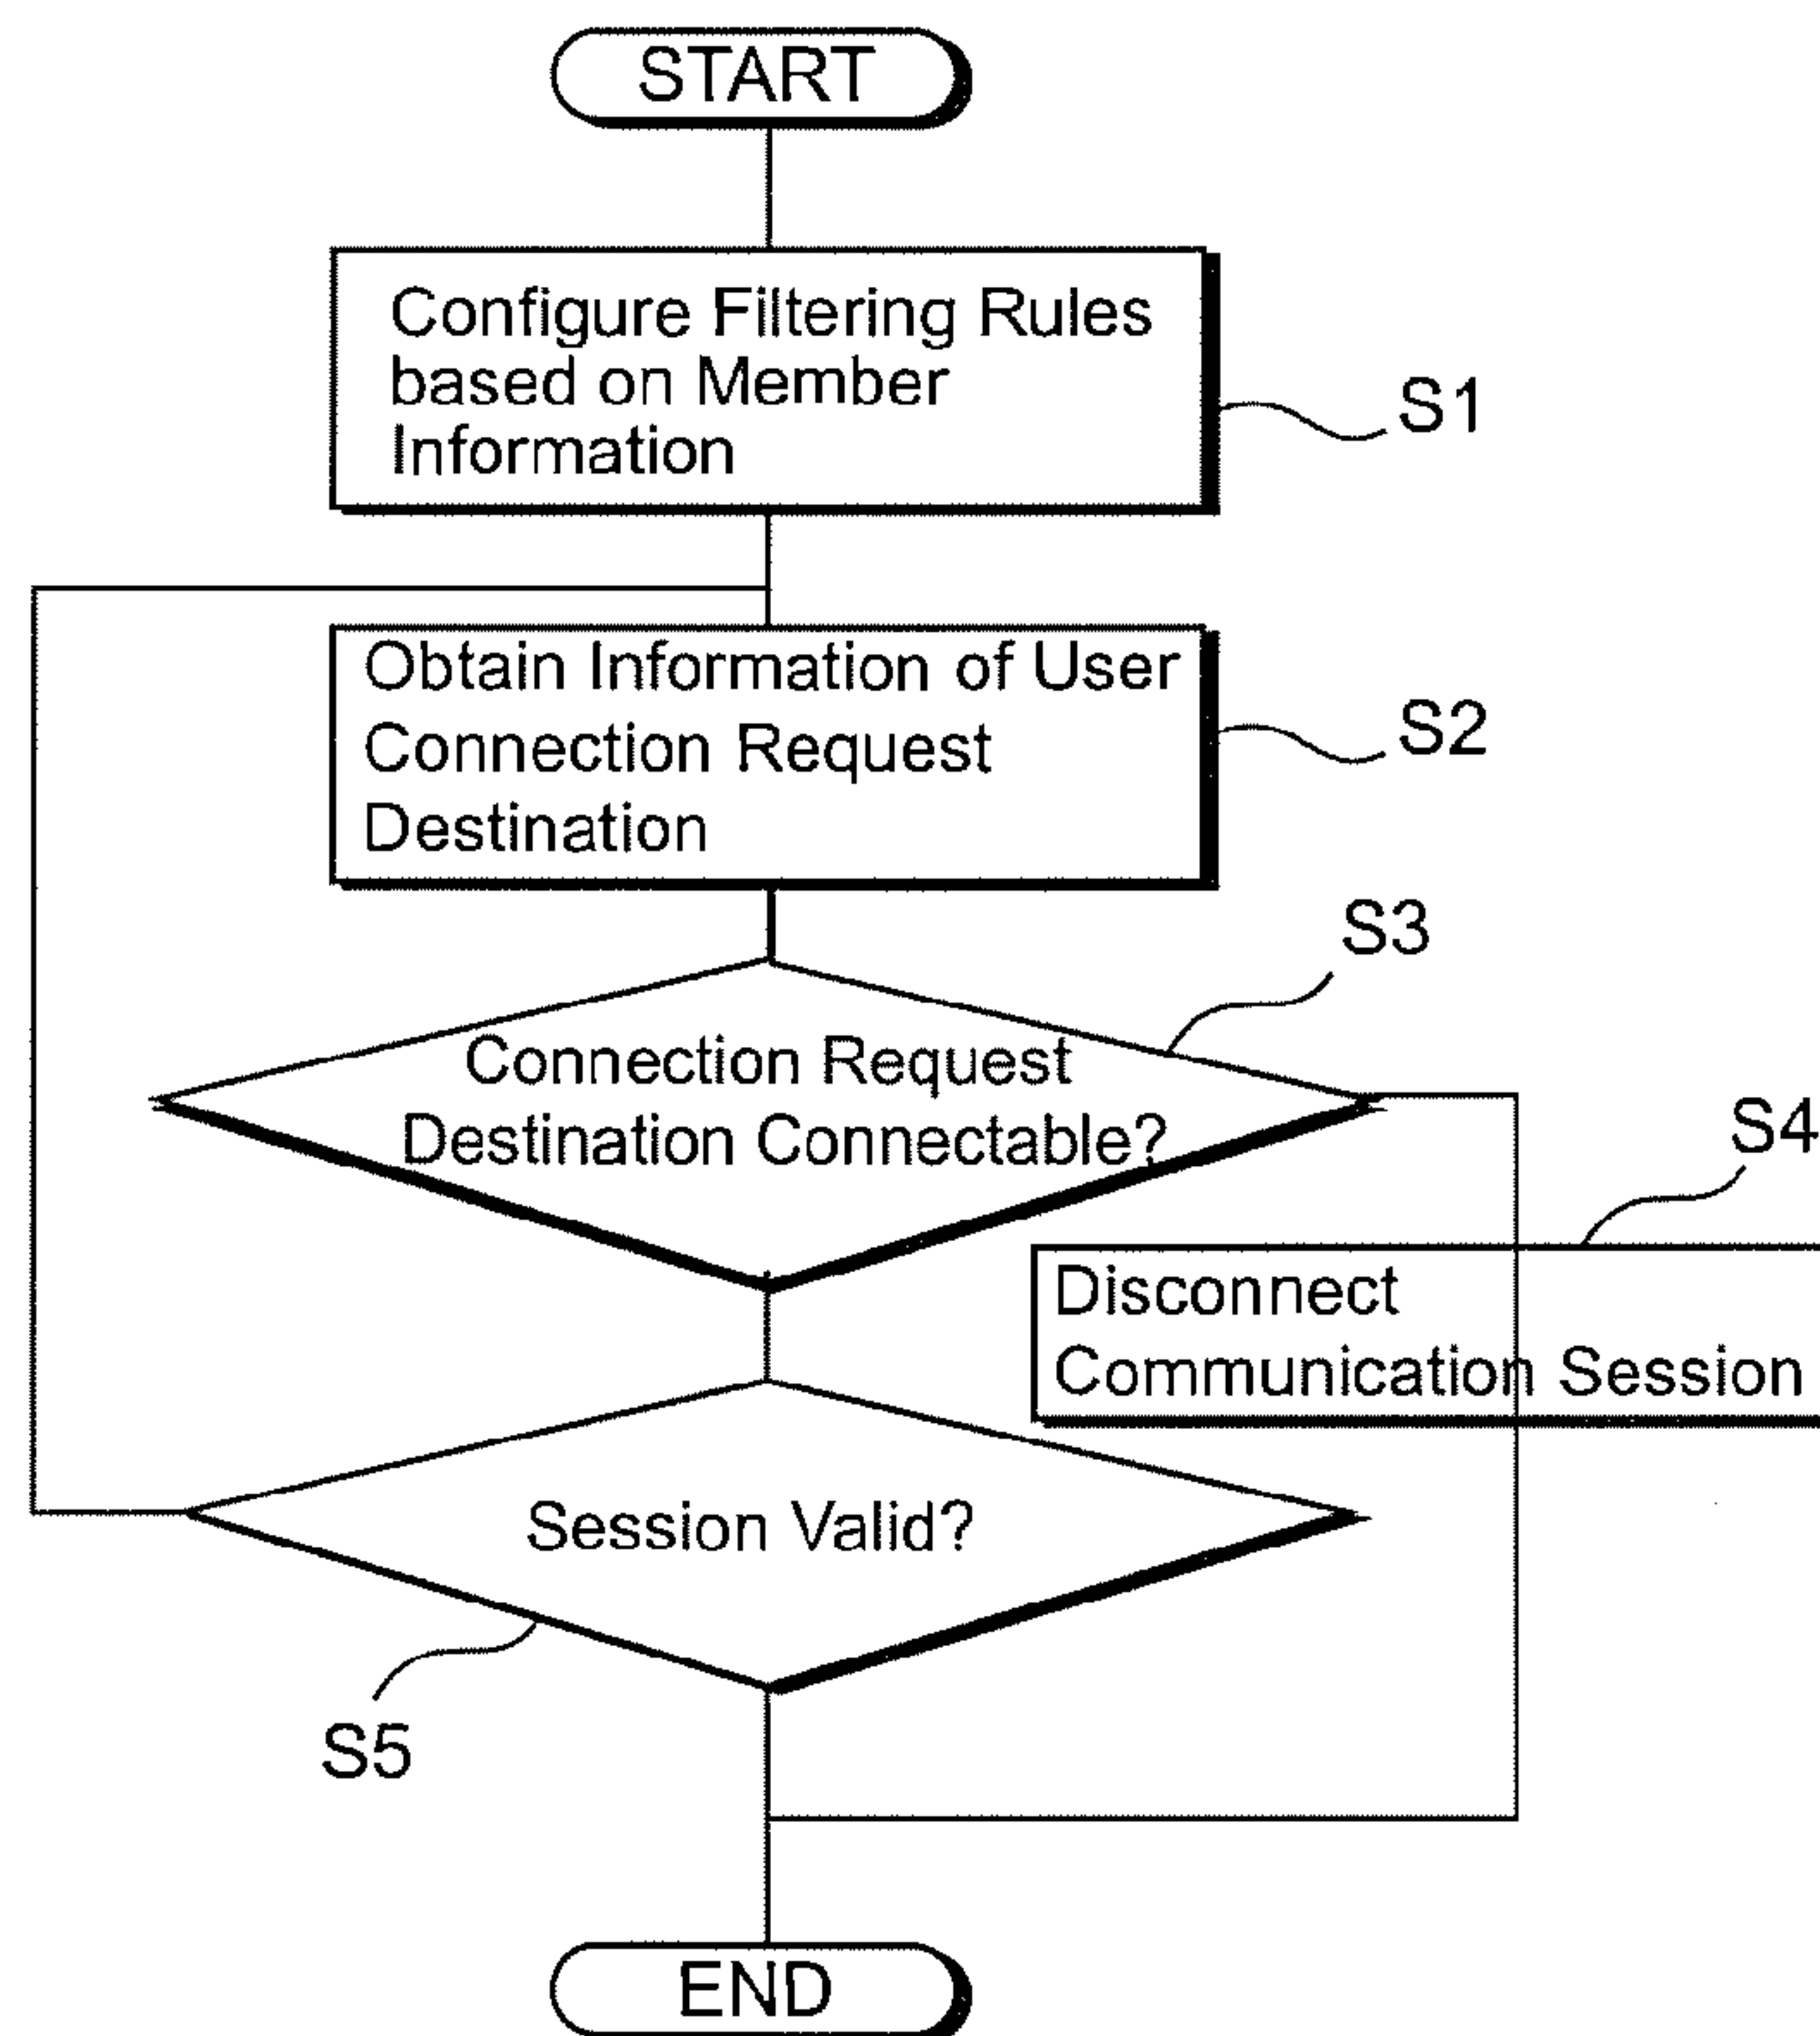 START
Configure Filtering Rules
based on Member
Information
S1
Obtain Information of User
Connection Request
Destination
S2
S3
Connection Request
Destination Connectable?
S4
Disconnect
Communication Session
Session Valid?
S5
END